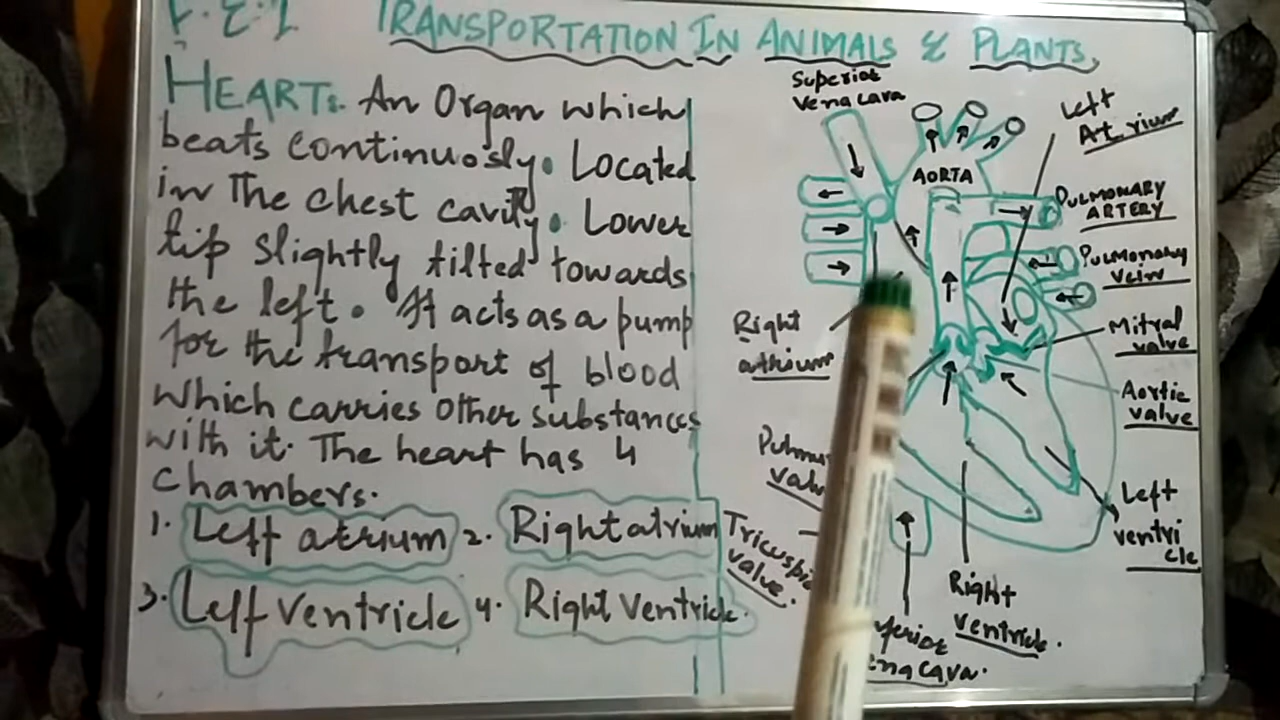 TRANSPORTATION IN ANIMALS & PLANTS.
HEART:- An Organ which
beats continuosly. Located
in The chest cavity. Lower
tip slightly tilted towards
the left. It acts as a pump
for the transport of blood
which carries other substances
with it. The heart has 4
Chambers.
1. Left atrium 2. Right atrium
3. Left Ventricle 4. Right Ventricle.
Superior
Vena cava
Left
Atrium
AORTA
PULMONARY
ARTERY
Pulmonary
vein
Right
atrium
Mitral
valve
Aortic
valve
Left
ventri
cle
Tricuspid
valve.
Right
ventricle.